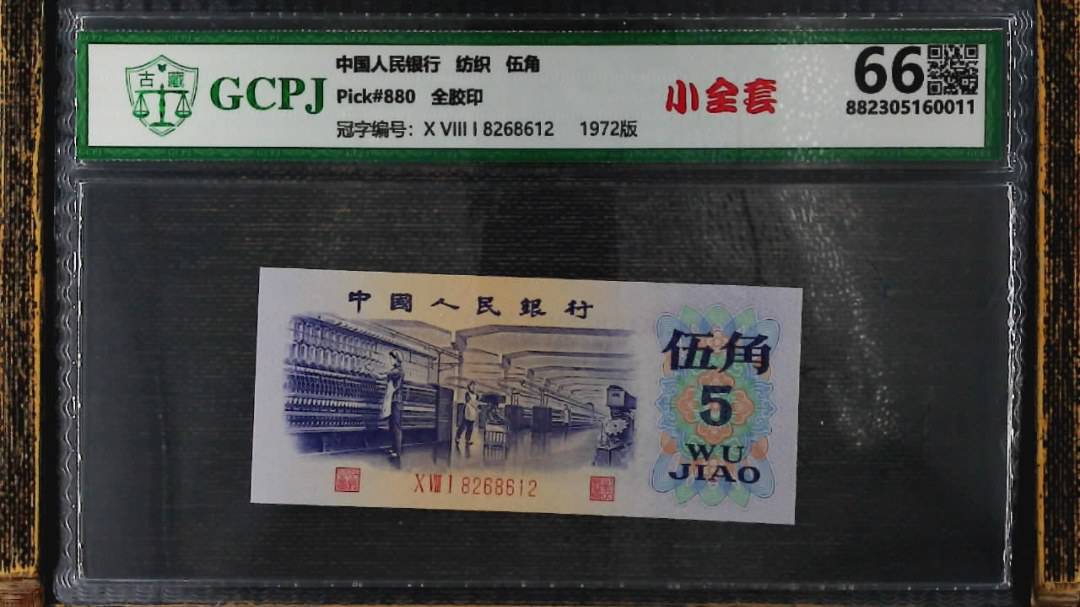 古藏
GCPJ
中国人民银行 纺织 伍角
Pick#880 全胶印
冠字编号：X VIII I 8268612 1972版
小全套
66
882305160011
中國人民銀行
伍角
5
WU
JIAO
X VIII I 8268612